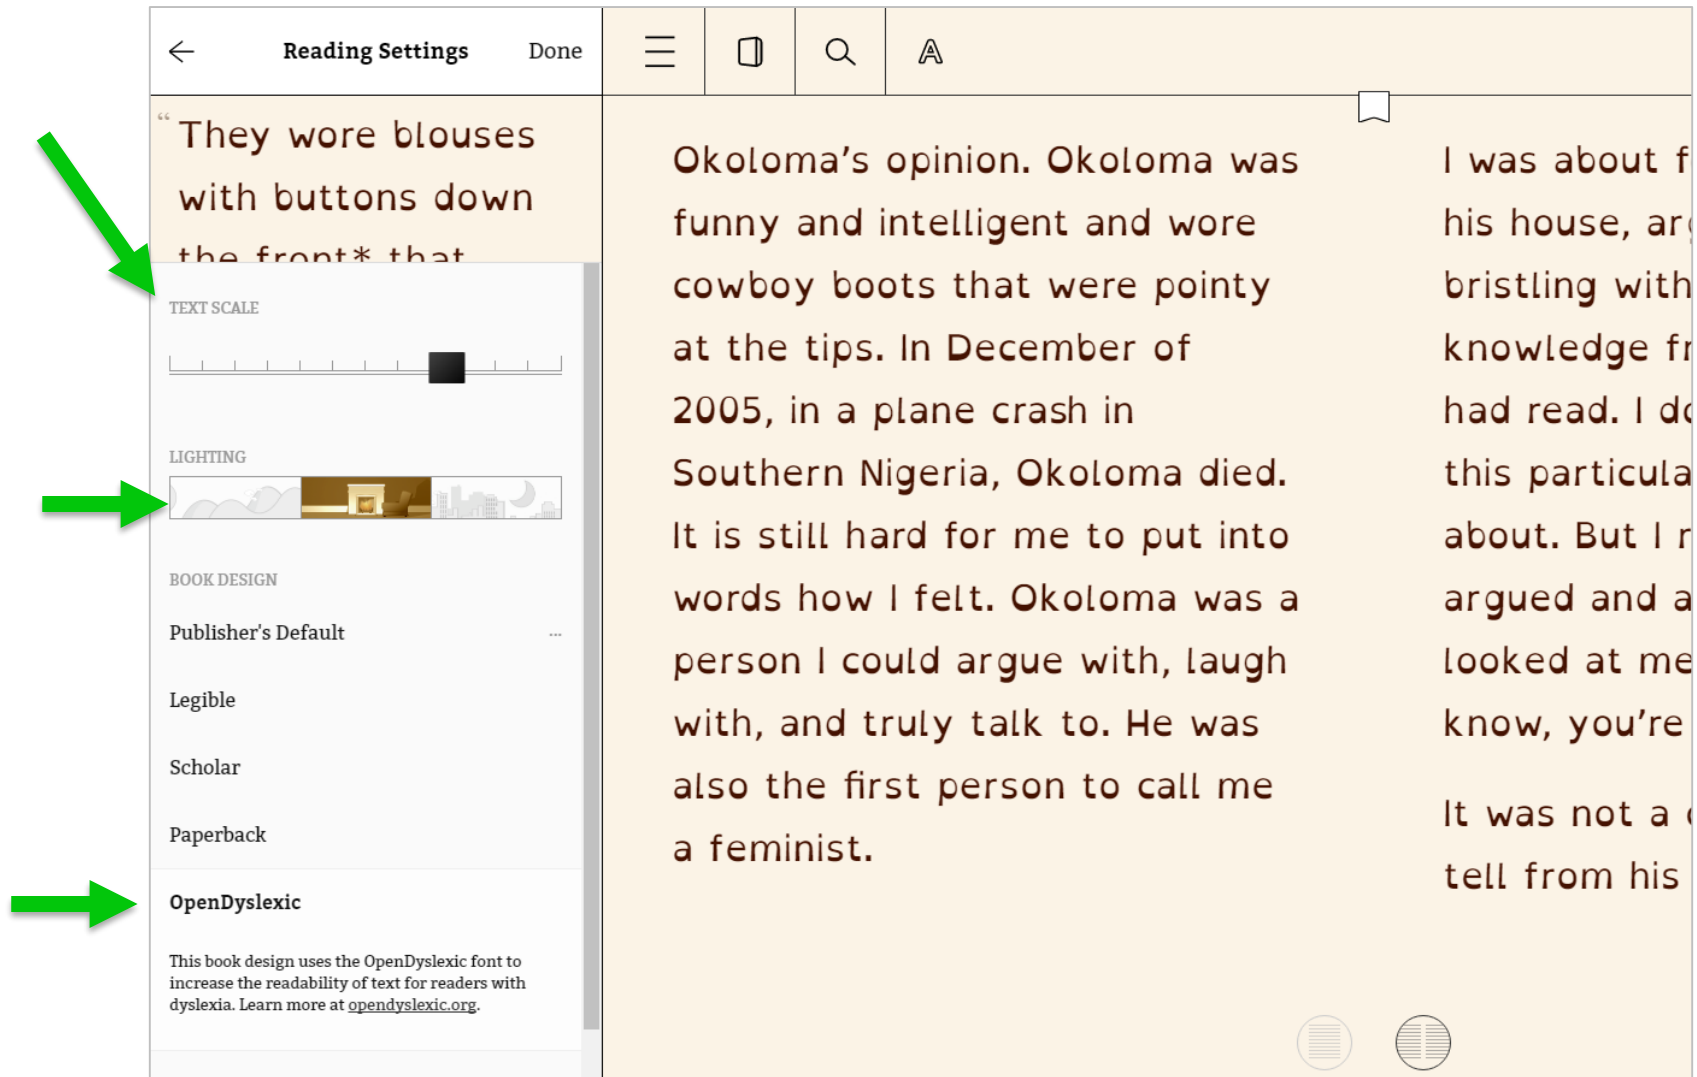 Reading Settings
Done
“They wore blouses
with buttons down
the front* that
TEXT SCALE
LIGHTING
BOOK DESIGN
Publisher's Default
...
Legible
Scholar
Paperback
OpenDyslexic
This book design uses the OpenDyslexic font to
increase the readability of text for readers with
dyslexia. Learn more at opendyslexic.org.
A
Okoloma’s opinion. Okoloma was
funny and intelligent and wore
cowboy boots that were pointy
at the tips. In December of
2005, in a plane crash in
Southern Nigeria, Okoloma died.
It is still hard for me to put into
words how I felt. Okoloma was a
person I could argue with, laugh
with, and truly talk to. He was
also the first person to call me
a feminist.
I was about
his house,
bristling with
knowledge
had read. I
this
about. But I
argued and
looked at me
know, you’re
It was not a
tell from his